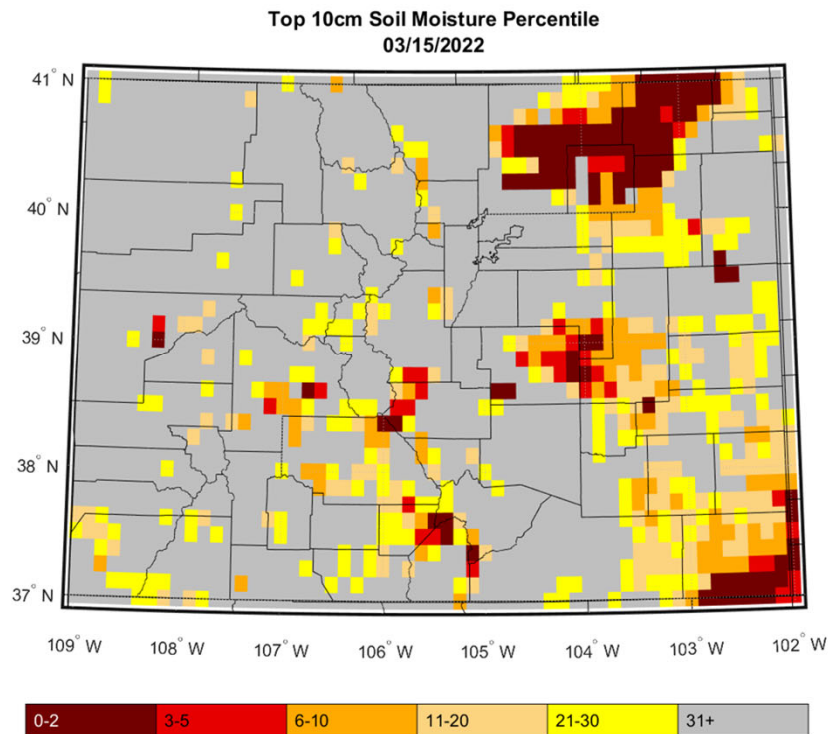 Top 10cm Soil Moisture Percentile
03/15/2022
41° N
40° N
39° N
38° N
37° N
109° W 108° W 107° W 106° W 105° W 104° W 103° W 102° W
0-2 3-5 6-10 11-20 21-30 31+